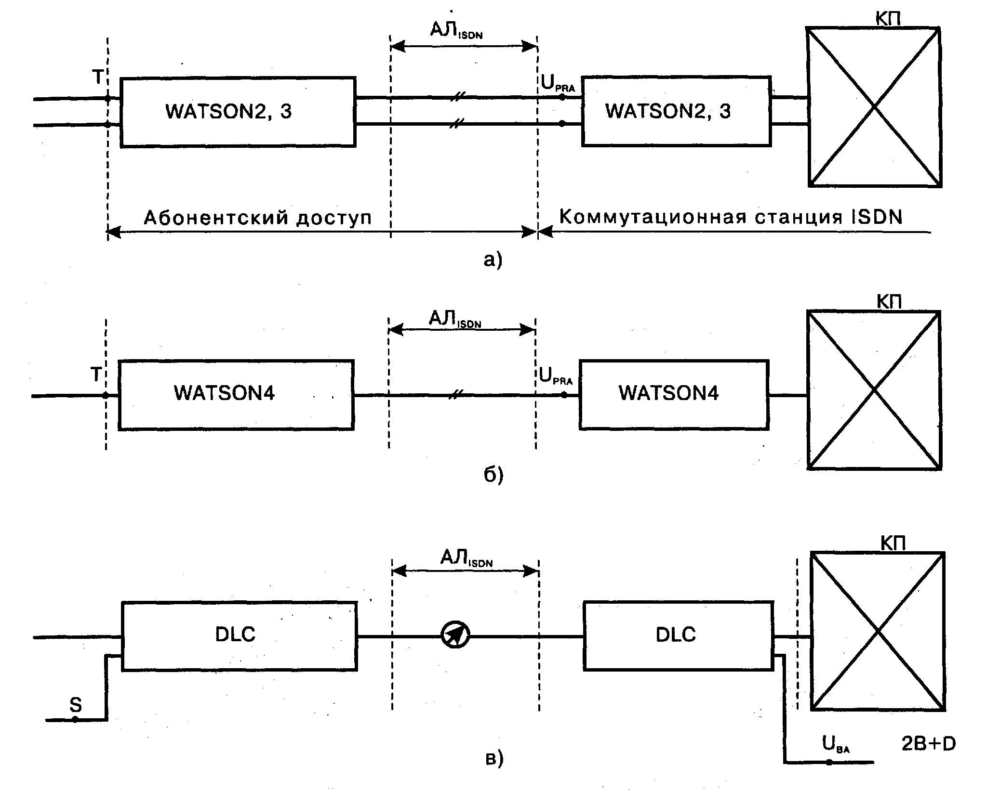 КП
АЛISDN
T
UPRA
WATSON2, 3
WATSON2, 3
Абонентский доступ
Коммутационная станция ISDN
а)
КП
АЛISDN
T
UPRA
WATSON4
WATSON4
б)
КП
АЛISDN
DLC
DLC
S
UBA
2B+D
в)